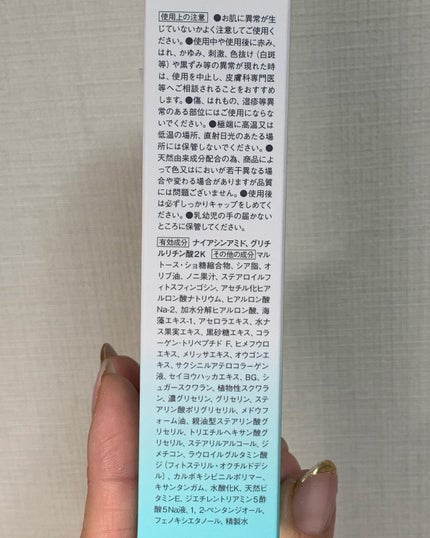 使用上の注意 ●お肌に異常が生
じていないかよく注意してご使用く
ださい。●使用中や使用後に赤み、
はれ、かゆみ、刺激、色抜け(白斑
等)や黒ずみ等の異常が現れた時
は、使用を中止し、皮膚科専門医
等へご相談されることをおすすめ
します。●傷、はれもの、湿疹等異
常のある部位にはご使用にならな
いでください。●極端に高温又は
低温の場所、直射日光のあたる場
所には保管しないでください。●
天然由来成分配合の為、商品によ
って色又はにおいが若干異なる場
合や変わる場合がありますが品質
には問題ございません。●使用後
は必ずしっかりキャップをしめてく
ださい。●乳幼児の手の届かない
ところに保管してください。
有効成分 ナイアシンアミド、グリチ
ルリチン酸2K その他の成分 マル
トース・ショ糖縮合物、シア脂、オ
リブ油、ノニ果汁、ステアロイルフ
ィトスフィンゴシン、アセチル化ヒア
ルロン酸ナトリウム、ヒアルロン酸
Na-2、加水分解ヒアルロン酸、海
藻エキス-1、アセロラエキス、水ナ
ス果実エキス、黒砂糖エキス、コラ
ーゲン・トリペプチド F、ヒメフウロ
エキス、メリッサエキス、オウゴンエ
キス、サクシニルアテロコラーゲン
液、セイヨウハッカエキス、BG、シ
ュガースクワラン、植物性スクワラ
ン、濃グリセリン、グリセリン、ステ
アリン酸ポリグリセリル、メドウフ
ォーム油、親油型ステアリン酸グ
リセリル、トリエチルヘキサン酸グ
リセリル、ステアリルアルコール、ジ
メチコン、ラウロイルグルタミン酸
ジ(フィトステリル・オクチルドデシ
ル)、カルボキシビニルポリマー、
キサンタンガム、水酸化K、天然ビ
タミンE、ジエチレントリアミン5酢
酸5Na液、1, 2-ペンタンジオール、
フェノキシエタノール、精製水